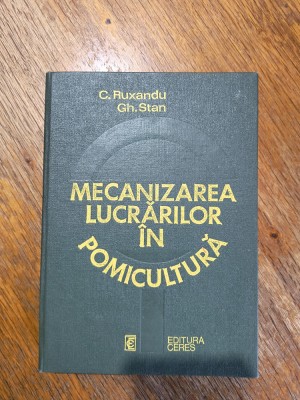 C. Ruxandu
Gh. Stan
MECANIZAREA
LUCRĂRILOR
ÎN
POMICULTURĂ
EDITURA
CERES